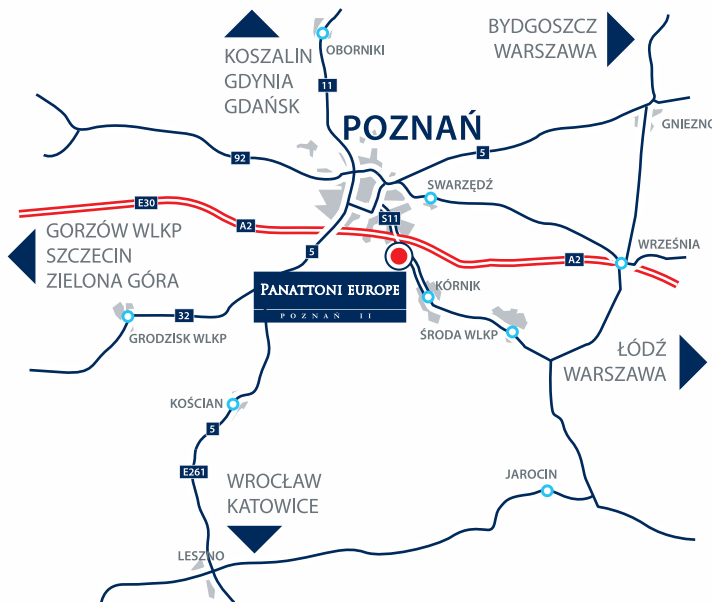 OBORNIKI
KOSZALIN
GDYNIA
GDAŃSK
BYDGOSZCZ
WARSZAWA
11
POZNAŃ
GNIEZNO
92
5
SWARZĘDŹ
E30
A2
S11
GORZÓW WLKP
SZCZECIN
ZIELONA GÓRA
5
WRZEŚNIA
A2
PANATTONI EUROPE
POZNAŃ II
KÓRNIK
32
GRODZISK WLKP
ŚRODA WLKP
ŁÓDŹ
WARSZAWA
KOŚCIAN
5
E261
WROCŁAW
KATOWICE
JAROCIN
LESZNO